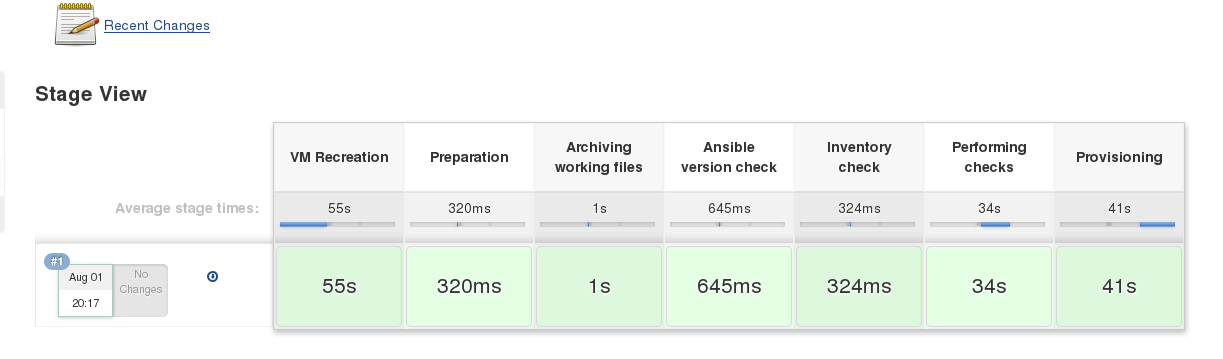 Recent Changes
Stage View
VM Recreation
Preparation
Archiving
working files
Ansible
version check
Inventory
check
Performing
checks
Provisioning
Average stage times:
55s
320ms
1s
645ms
324ms
34s
41s
#1
Aug 01
20:17
No
Changes
55s
320ms
1s
645ms
324ms
34s
41s